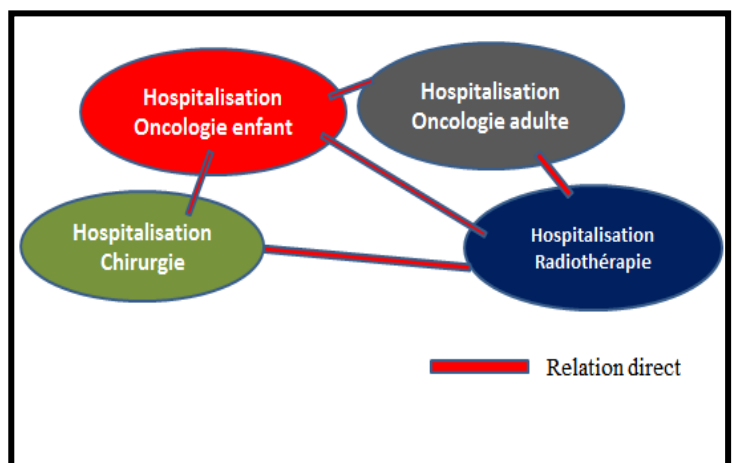 Hospitalisation
Oncologie enfant
Hospitalisation
Oncologie adulte
Hospitalisation
Chirurgie
Hospitalisation
Radiothérapie
Relation direct